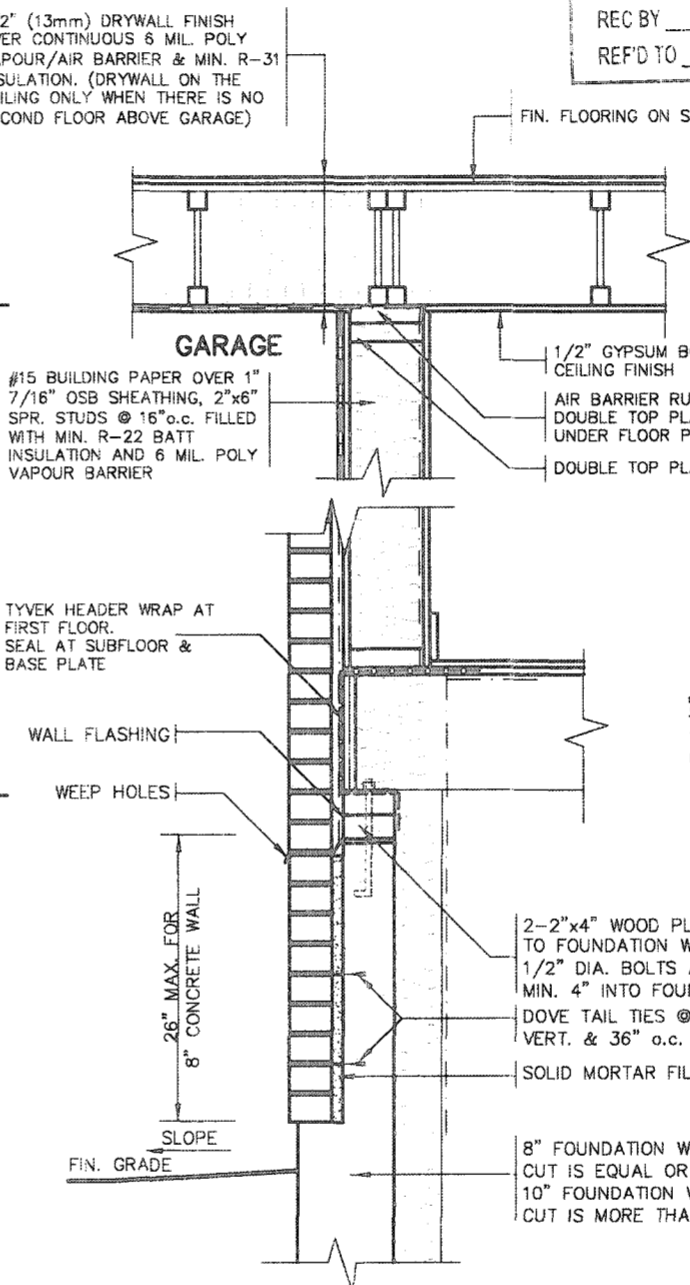 2" (13mm) DRYWALL FINISH
ER CONTINUOUS 6 MIL. POLY
APOUR/AIR BARRIER & MIN. R-31
SULATION. (DRYWALL ON THE
ILING ONLY WHEN THERE IS NO
COND FLOOR ABOVE GARAGE)
REC BY
REF'D TO
FIN. FLOORING ON S
GARAGE
#15 BUILDING PAPER OVER 1"
7/16" OSB SHEATHING, 2"x6"
SPR. STUDS @ 16"o.c. FILLED
WITH MIN. R-22 BATT
INSULATION AND 6 MIL. POLY
VAPOUR BARRIER
1/2" GYPSUM B
CEILING FINISH
AIR BARRIER RU
DOUBLE TOP PLA
UNDER FLOOR P
DOUBLE TOP PLA
TYVEK HEADER WRAP AT
FIRST FLOOR.
SEAL AT SUBFLOOR &
BASE PLATE
WALL FLASHING
WEEP HOLES
26" MAX. FOR
8" CONCRETE WALL
2-2"x4" WOOD PL
TO FOUNDATION W
1/2" DIA. BOLTS
MIN. 4" INTO FOU
DOVE TAIL TIES @
VERT. & 36" o.c.
SOLID MORTAR FIL
SLOPE
FIN. GRADE
8" FOUNDATION W
CUT IS EQUAL OR
10" FOUNDATION W
CUT IS MORE THA